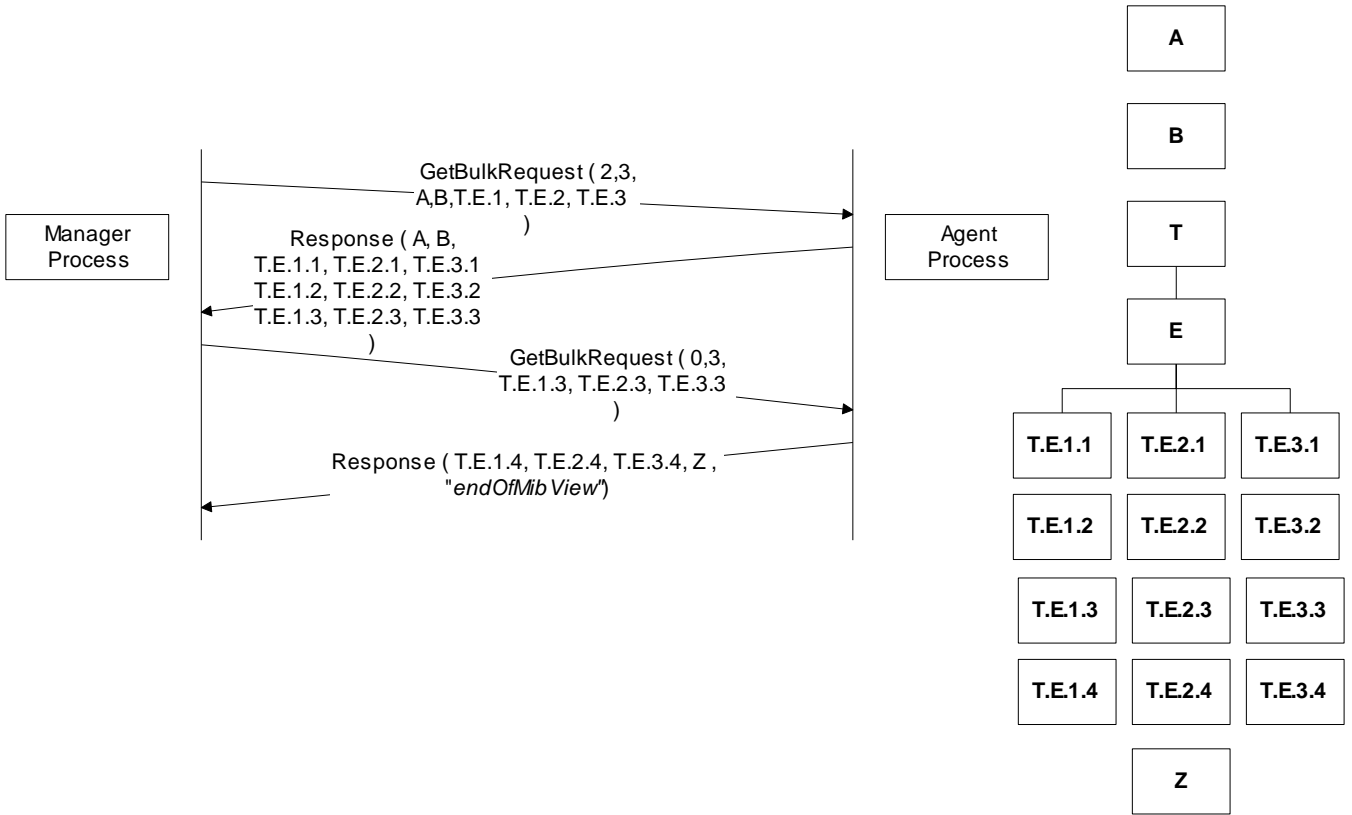 A
B
GetBulkRequest ( 2,3,
A,B,T.E.1, T.E.2, T.E.3
)
Manager
Process
Response ( A, B,
T.E.1.1, T.E.2.1, T.E.3.1
T.E.1.2, T.E.2.2, T.E.3.2
T.E.1.3, T.E.2.3, T.E.3.3
)
Agent
Process
T
E
GetBulkRequest ( 0,3,
T.E.1.3, T.E.2.3, T.E.3.3
)
Response ( T.E.1.4, T.E.2.4, T.E.3.4, Z ,
"endOfMibView")
T.E.1.1 T.E.2.1 T.E.3.1
T.E.1.2 T.E.2.2 T.E.3.2
T.E.1.3 T.E.2.3 T.E.3.3
T.E.1.4 T.E.2.4 T.E.3.4
Z